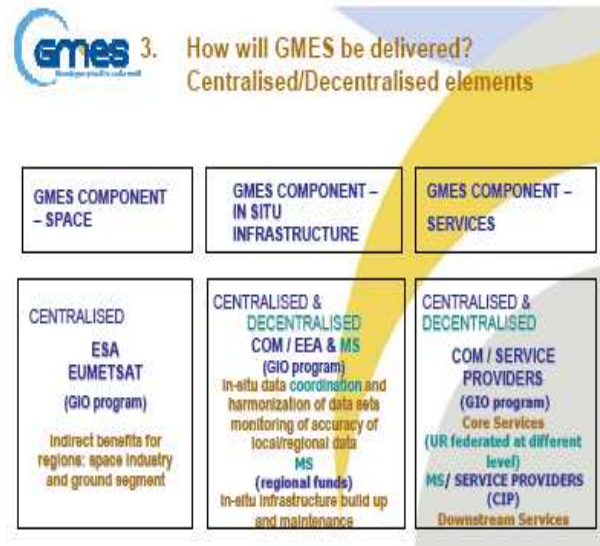 gmes
3. How will GMES be delivered?
Centralised/Decentralised elements
GMES COMPONENT
– SPACE
GMES COMPONENT –
IN SITU
INFRASTRUCTURE
GMES COMPONENT –
SERVICES
CENTRALISED
ESA
EUMETSAT
(GIO program)
Indirect benefits for
regions: space industry
and ground segment
CENTRALISED &
DECENTRALISED
COM / EEA & MS
(GIO program)
In-situ data coordination and
harmonization of data sets
monitoring of accuracy of
local/regional data
MS
(regional funds)
In-situ infrastructure build up
and maintenance
CENTRALISED &
DECENTRALISED
COM / SERVICE
PROVIDERS
(GIO program)
Core Services
(UR federated at different
level)
MS/ SERVICE PROVIDERS
(CIP)
Downstream Services